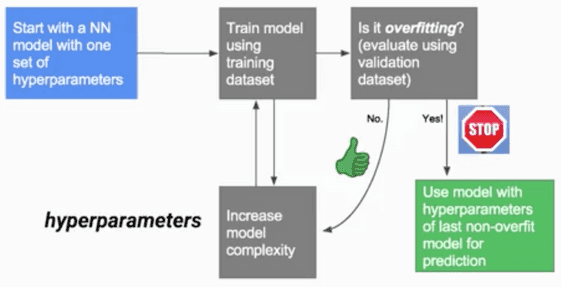 Start with a NN
model with one
set of
hyperparameters
Train model
using
training
dataset
Is it overfitting?
(evaluate using
validation
dataset)
No.
Yes!
STOP
hyperparameters
Increase
model
complexity
Use model with
hyperparameters
of last non-overfit
model for
prediction